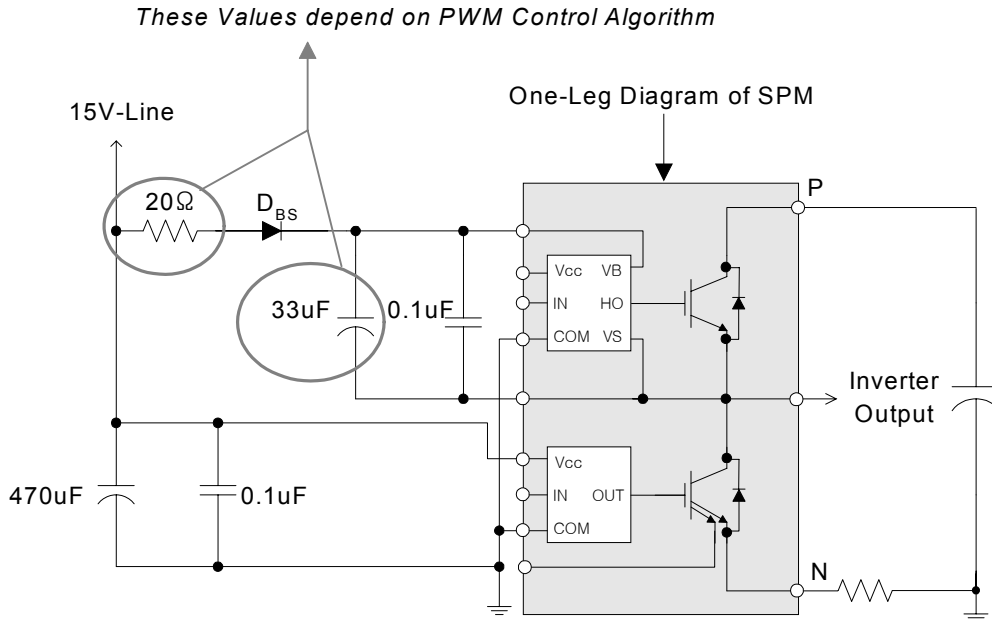 These Values depend on PWM Control Algorithm
One-Leg Diagram of SPM
15V-Line
P
20Ω
DBS
Vcc
VB
33uF
0.1uF
IN
HO
COM
VS
Inverter
Output
Vcc
470uF
0.1uF
IN
OUT
COM
N